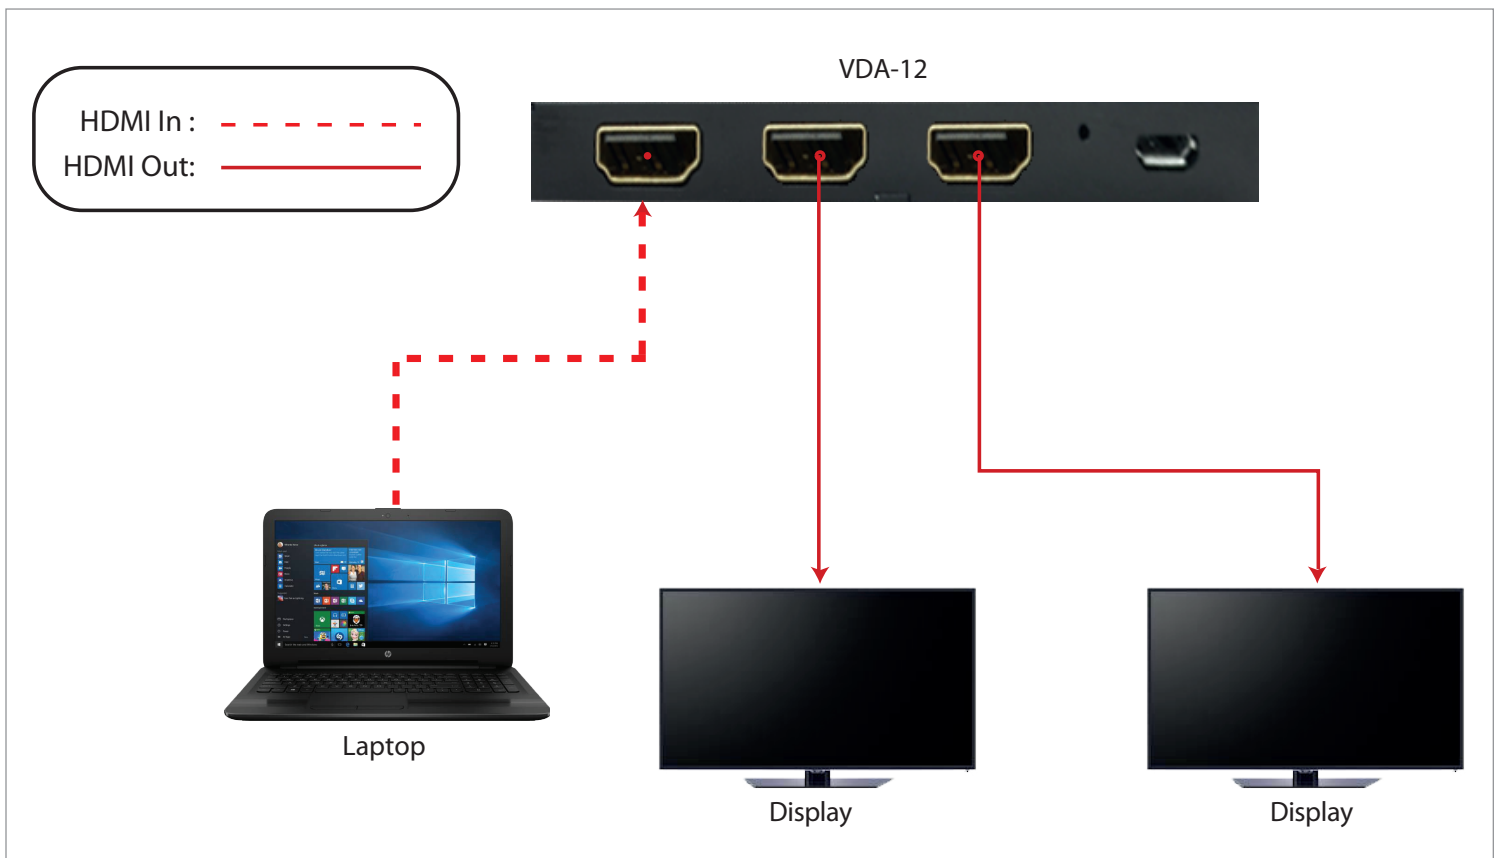 VDA-12
HDMI In :
HDMI Out:
Laptop
Display
Display